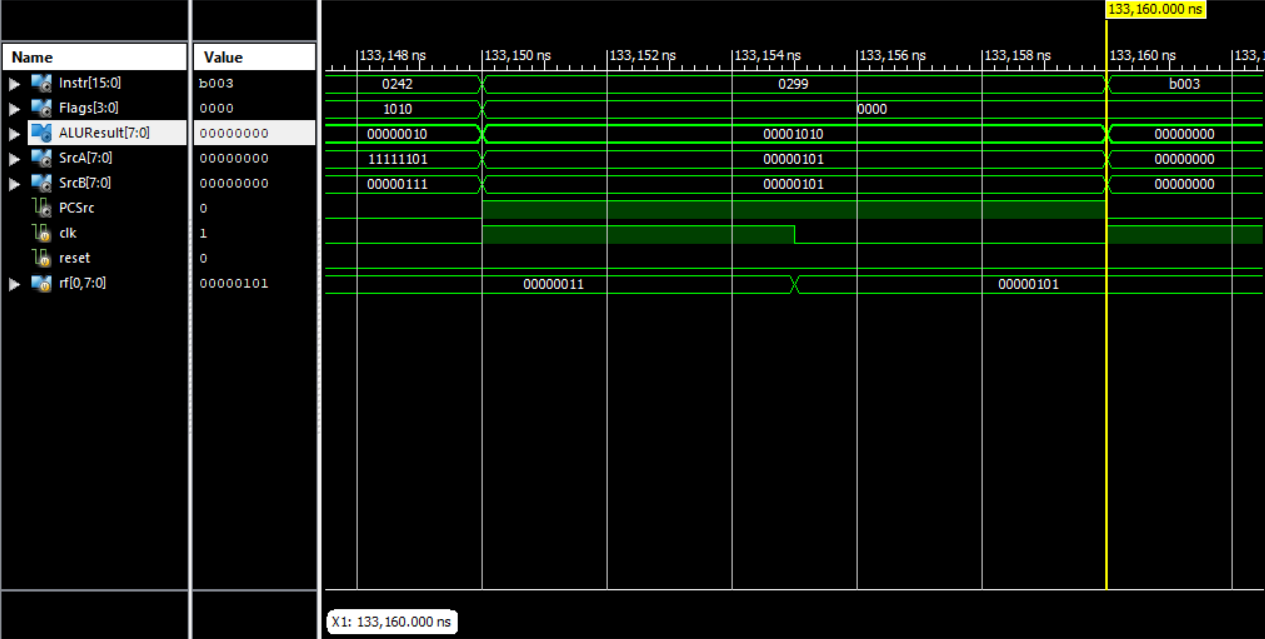 133,160.000 ns
Name Value 133,148 ns 133,150 ns 133,152 ns 133,154 ns 133,156 ns 133,158 ns 133,160 ns 133,1
Instr[15:0] b003 0242 0299 b003
Flags[3:0] 0000 1010 0000
ALUResult[7:0] 00000000 00000010 00001010 00000000
SrcA[7:0] 00000000 11111101 00000101 00000000
SrcB[7:0] 00000000 00000111 00000101 00000000
PCSrc 0
clk 1
reset 0
rf[0,7:0] 00000101 00000011 00000101
X1: 133,160.000 ns